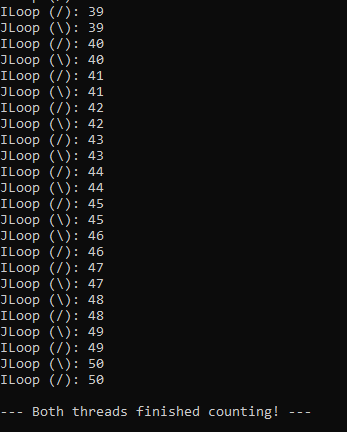 ILoop (/): 39
JLoop (\): 39
ILoop (/): 40
JLoop (\): 40
ILoop (/): 41
JLoop (\): 41
ILoop (/): 42
JLoop (\): 42
ILoop (/): 43
JLoop (\): 43
ILoop (/): 44
JLoop (\): 44
ILoop (/): 45
JLoop (\): 45
JLoop (\): 46
ILoop (/): 46
ILoop (/): 47
JLoop (\): 47
JLoop (\): 48
ILoop (/): 48
JLoop (\): 49
ILoop (/): 49
JLoop (\): 50
ILoop (/): 50
--- Both threads finished counting! ---